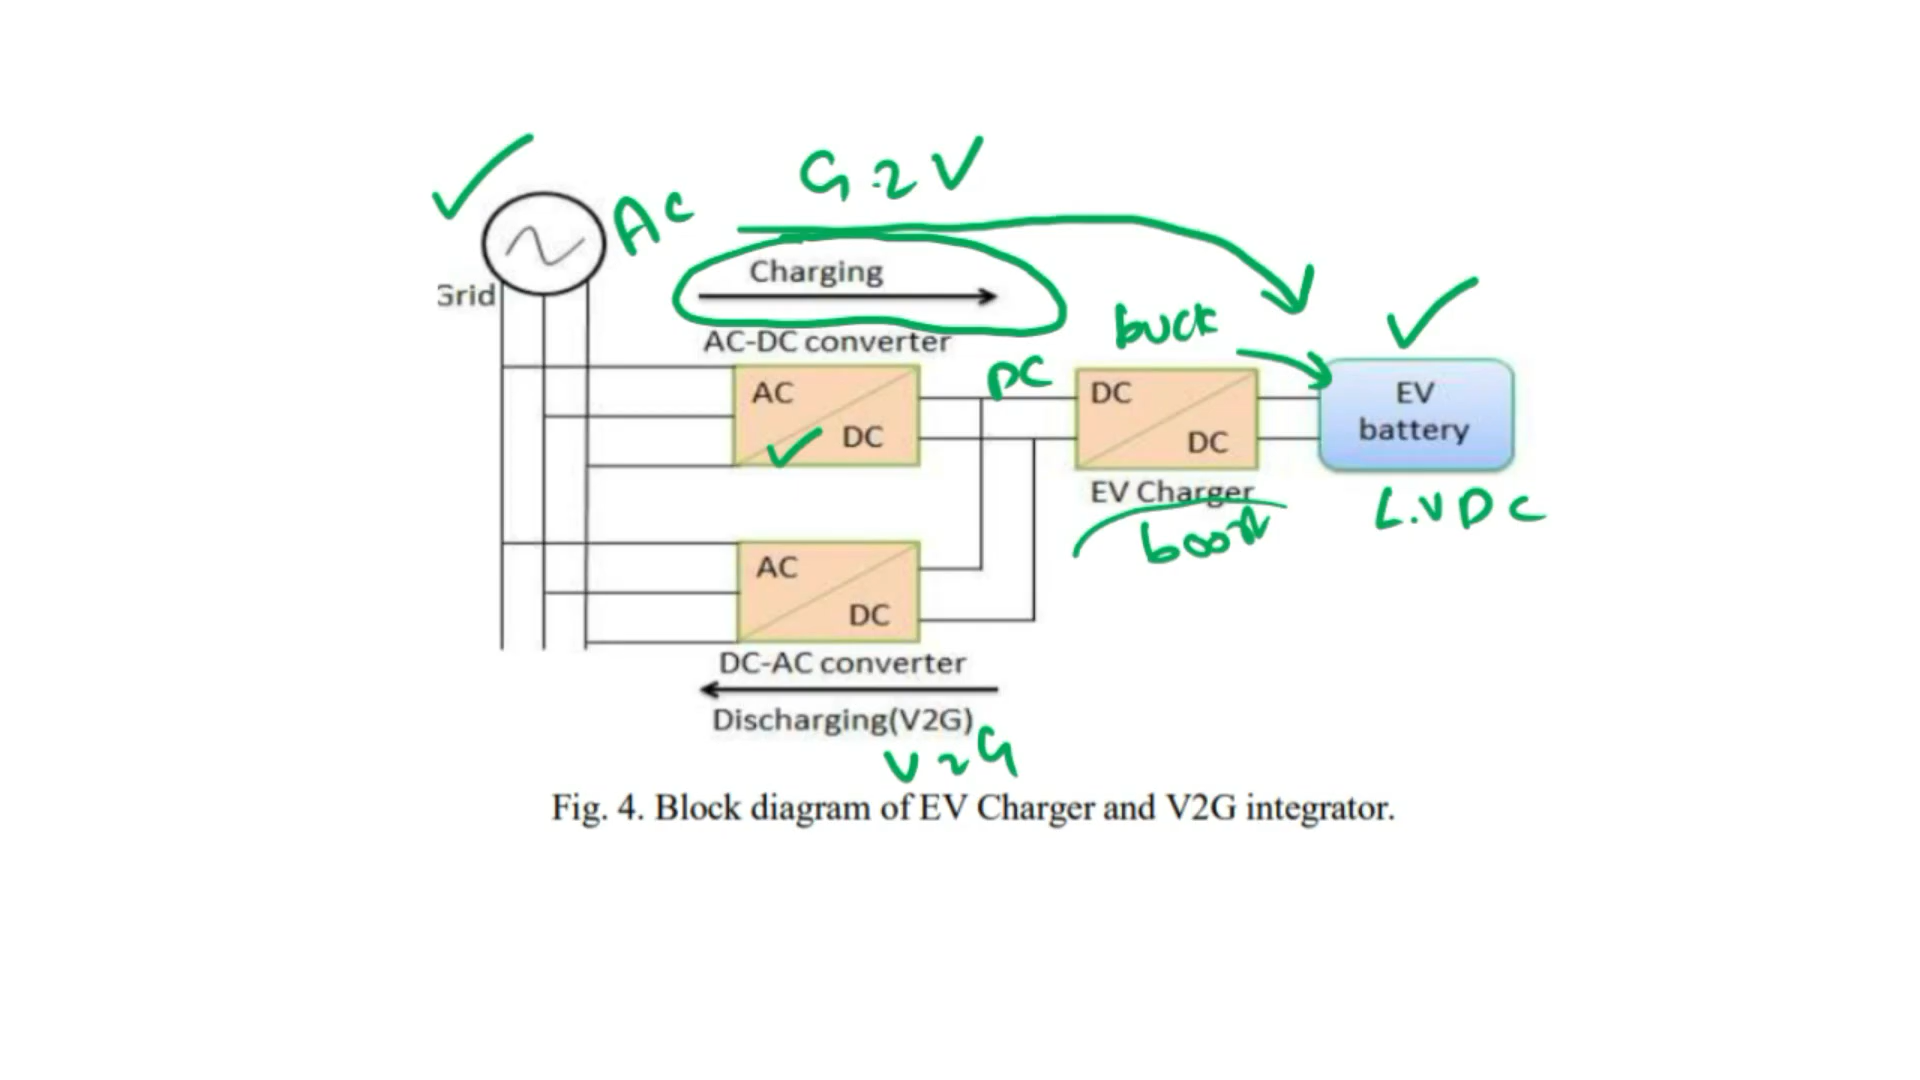 G2V
AC
Charging
Grid
buck
AC-DC converter
DC
AC
DC
DC
DC
EV
battery
EV Charger
L.V DC
boost
AC
DC
DC-AC converter
Discharging(V2G)
V2G
Fig. 4. Block diagram of EV Charger and V2G integrator.